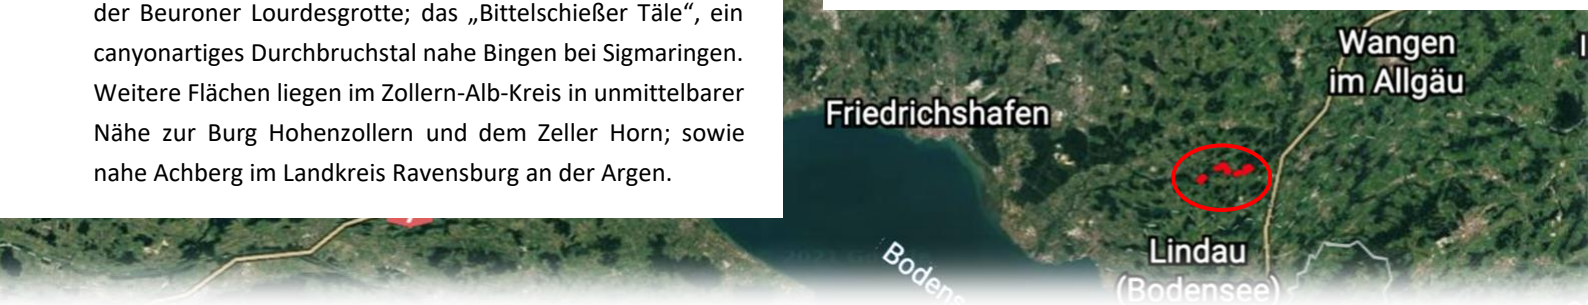 der Beuroner Lourdesgrotte; das „Bittelschießer Täle“, ein
canyonartiges Durchbruchstal nahe Bingen bei Sigmaringen.
Weitere Flächen liegen im Zollern-Alb-Kreis in unmittelbarer
Nähe zur Burg Hohenzollern und dem Zeller Horn; sowie
nahe Achberg im Landkreis Ravensburg an der Argen.
Wangen
im Allgäu
Friedrichshafen
Lindau
(Bodensee)